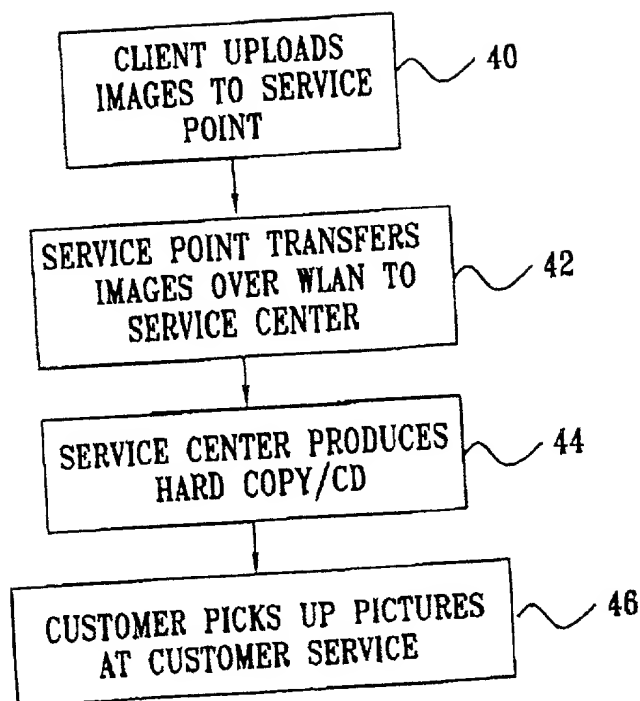 CLIENT UPLOADS
IMAGES TO SERVICE
POINT
40
SERVICE POINT TRANSFERS
IMAGES OVER WLAN TO
SERVICE CENTER
42
SERVICE CENTER PRODUCES
HARD COPY/CD
44
CUSTOMER PICKS UP PICTURES
AT CUSTOMER SERVICE
46